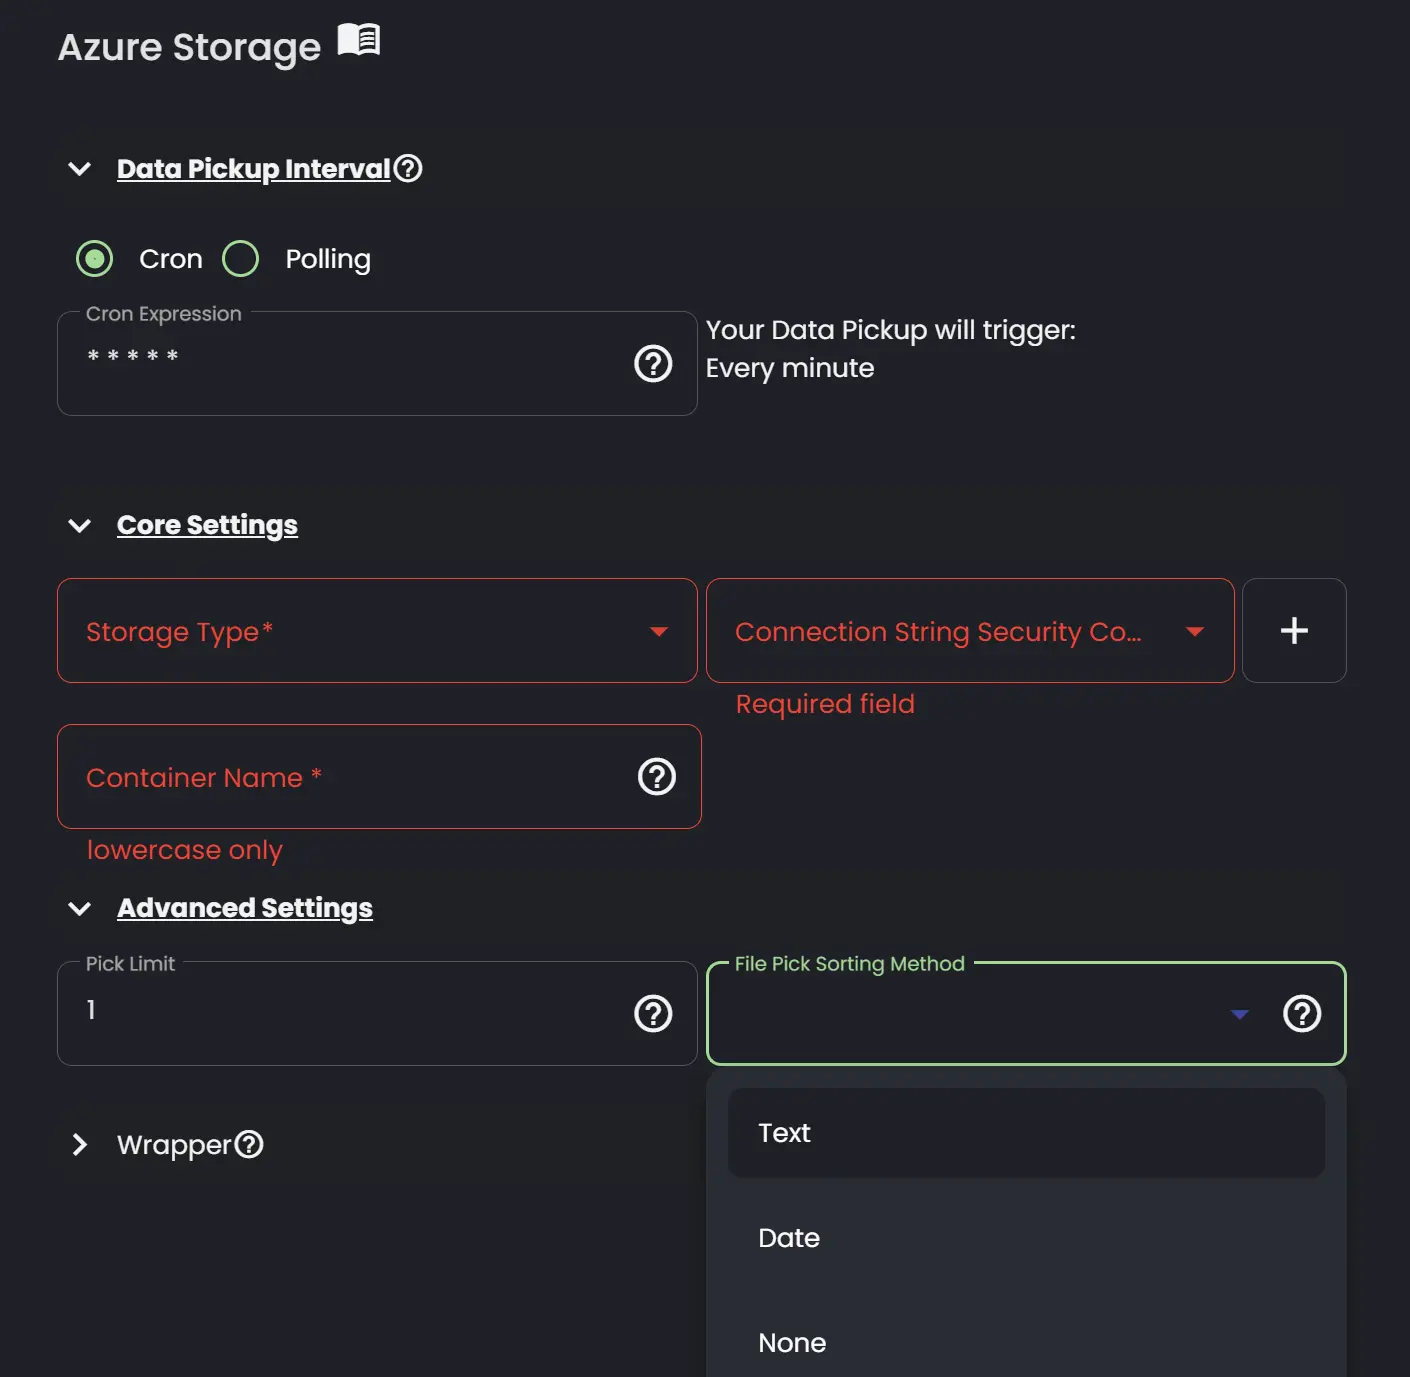 Azure Storage
Data Pickup Interval
Cron
Polling
Cron Expression
* * * * *
Your Data Pickup will trigger:
Every minute
Core Settings
Storage Type*
Connection String Security Co...
Required field
Container Name *
lowercase only
Advanced Settings
Pick Limit
1
File Pick Sorting Method
Wrapper
Text
Date
None